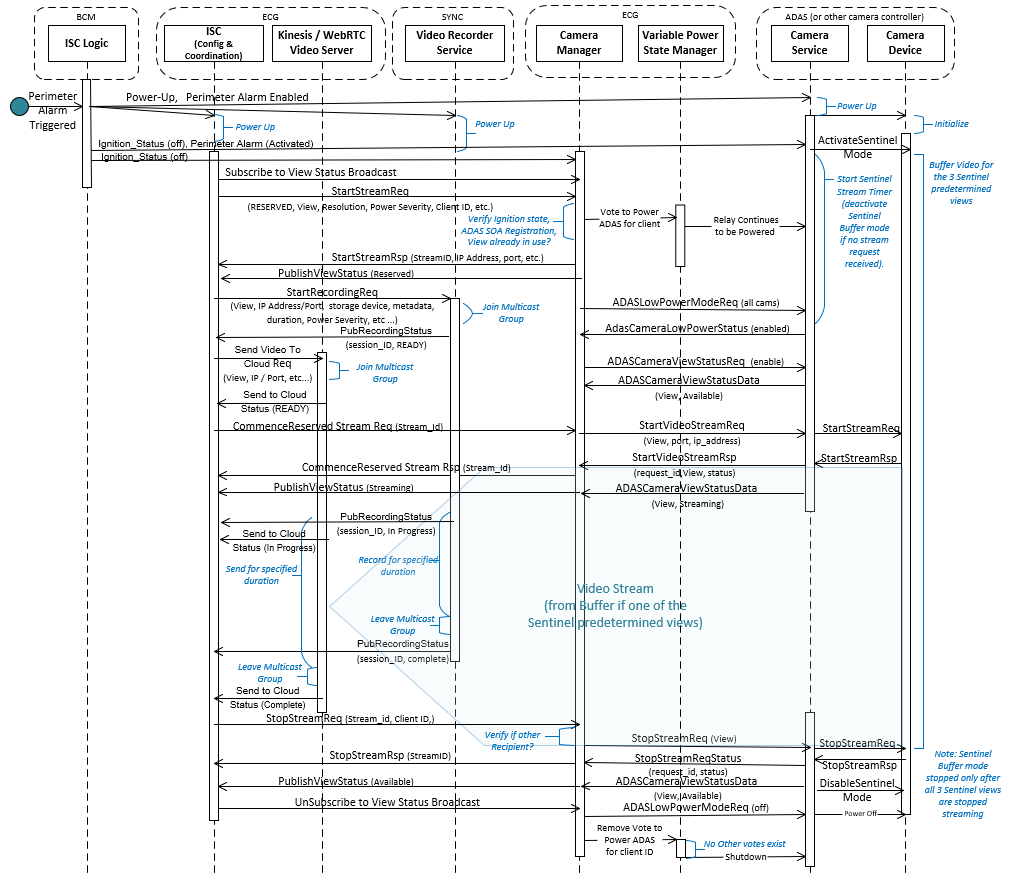 BCM
ECG
SYNC
ECG
ADAS (or other camera controller)
ISC Logic
ISC
(Config &
Coordination)
Kinesis / WebRTC
Video Server
Video Recorder
Service
Camera
Manager
Variable Power
State Manager
Camera
Service
Camera
Device
Perimeter
Alarm
Triggered
Power-Up, Perimeter Alarm Enabled
Power Up
Power Up
Power Up
Initialize
Ignition_Status (off), Perimeter Alarm (Activated)
Ignition_Status (off)
ActivateSentinel
Mode
Buffer Video for
the 3 Sentinel
predetermined
views
Subscribe to View Status Broadcast
StartStreamReq
(RESERVED, View, Resolution, Power Severity, Client ID, etc.)
Verify Ignition state,
ADAS SOA Registration,
View already in use?
Vote to Power
ADAS for client
Relay Continues
to be Powered
Start Sentinel
Stream Timer
(deactivate
Sentinel
Buffer mode
if no stream
request
received).
StartStreamRsp (StreamID, IP Address, port, etc.)
PublishViewStatus (Reserved)
StartRecordingReq
(View, IP Address/Port, storage device, metadata,
duration, Power Severity, etc ...)
Join Multicast
Group
ADASLowPowerModeReq (all cams)
PubRecordingStatus
(session_ID, READY)
AdasCameraLowPowerStatus (enabled)
Send Video To
Cloud Req
(View, IP / Port, etc...)
Join Multicast
Group
ADASCameraViewStatusReq (enable)
ADASCameraViewStatusData
(View, Available)
Send to Cloud
Status (READY)
CommenceReserved Stream Req (Stream_Id)
StartVideoStreamReq
(View, port, ip_address)
StartStreamReq
StartVideoStreamRsp
(request_id, View, status)
StartStreamRsp
CommenceReserved Stream Rsp (Stream_id)
PublishViewStatus (Streaming)
ADASCameraViewStatusData
(View, Streaming)
PubRecordingStatus
(session_ID, In Progress)
Send to Cloud
Status (In Progress)
Send for specified
duration
Record for specified
duration
Video Stream
(from Buffer if one of the
Sentinel predetermined views)
Leave Multicast
Group
PubRecordingStatus
(session_ID, complete)
Leave Multicast
Group
Send to Cloud
Status (Complete)
StopStreamReq (Stream_id, Client ID,)
Verify if other
Recipient?
StopStreamReq (View)
StopStreamReq
StopStreamRsp (StreamID)
StopStreamReqStatus
(request_id, status)
StopStreamRsp
Note: Sentinel
Buffer mode
stopped only after
all 3 Sentinel views
are stopped
streaming
PublishViewStatus (Available)
ADASCameraViewStatusData
(View, Available)
DisableSentinel
Mode
UnSubscribe to View Status Broadcast
ADASLowPowerModeReq (off)
Power Off
Remove Vote to
Power ADAS
for client ID
No Other votes exist
Shutdown